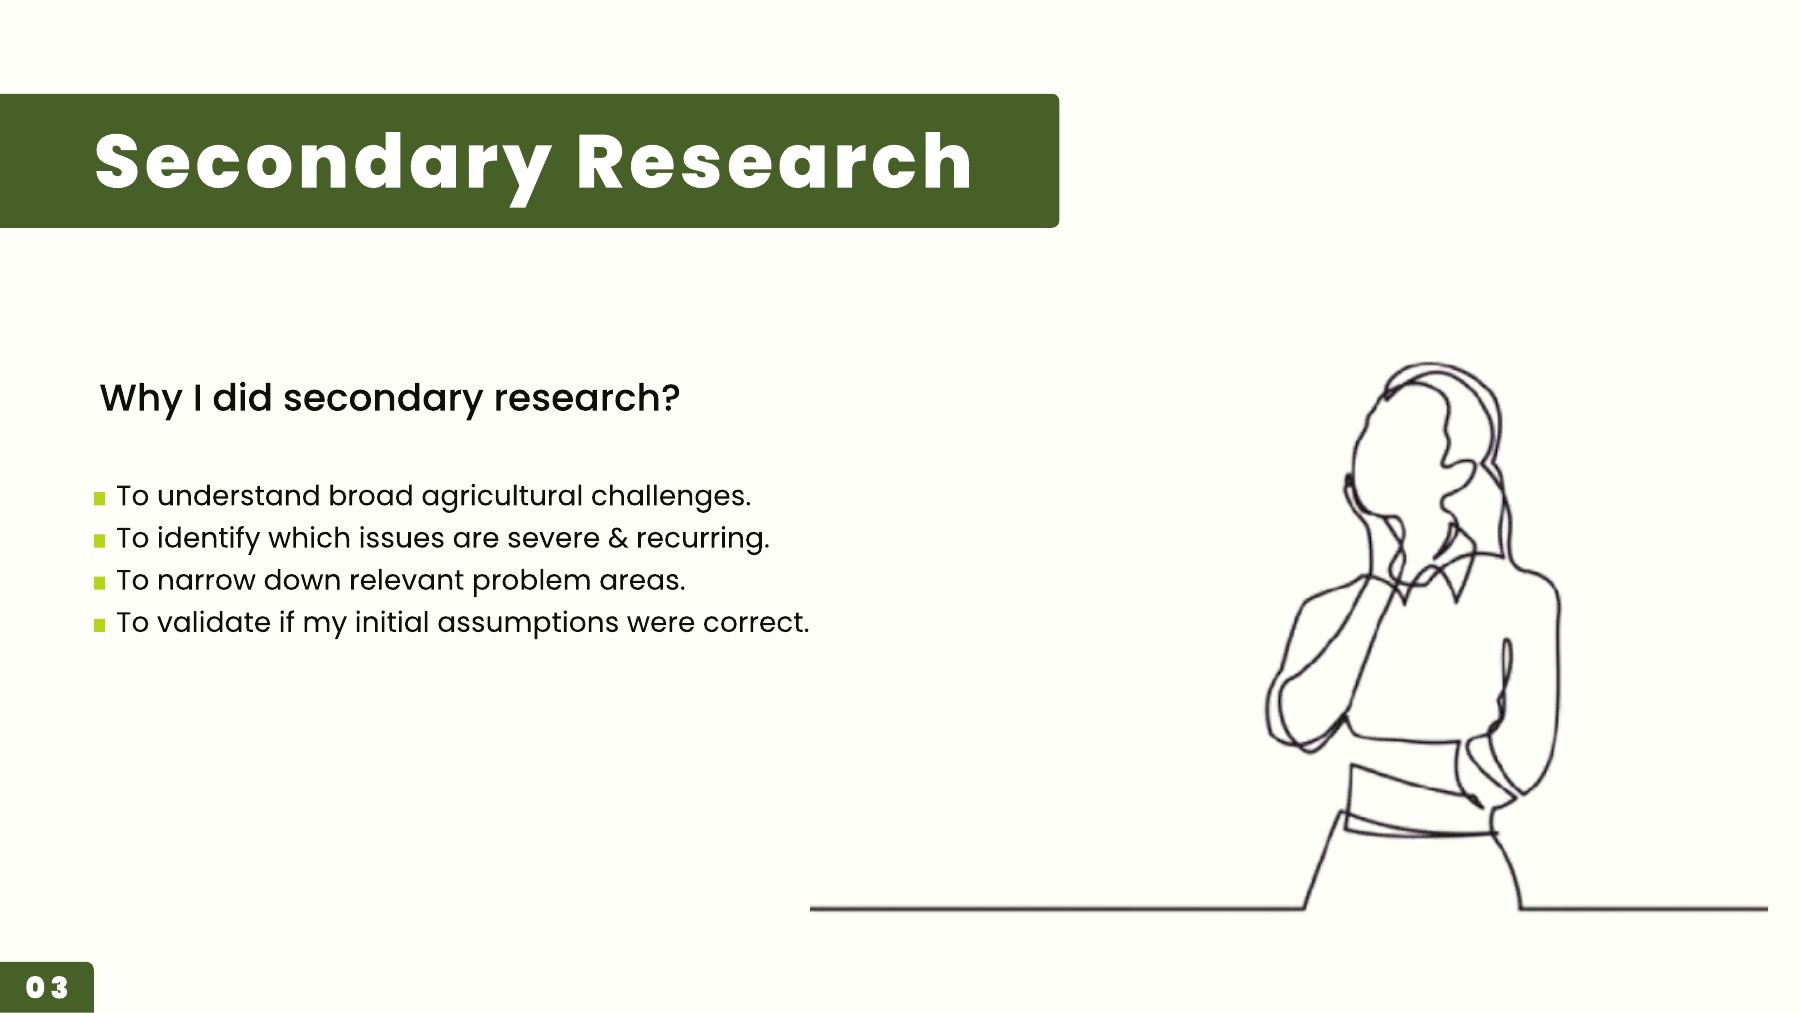 Secondary Research
Why I did secondary research?
To understand broad agricultural challenges.
To identify which issues are severe & recurring.
To narrow down relevant problem areas.
To validate if my initial assumptions were correct.
03